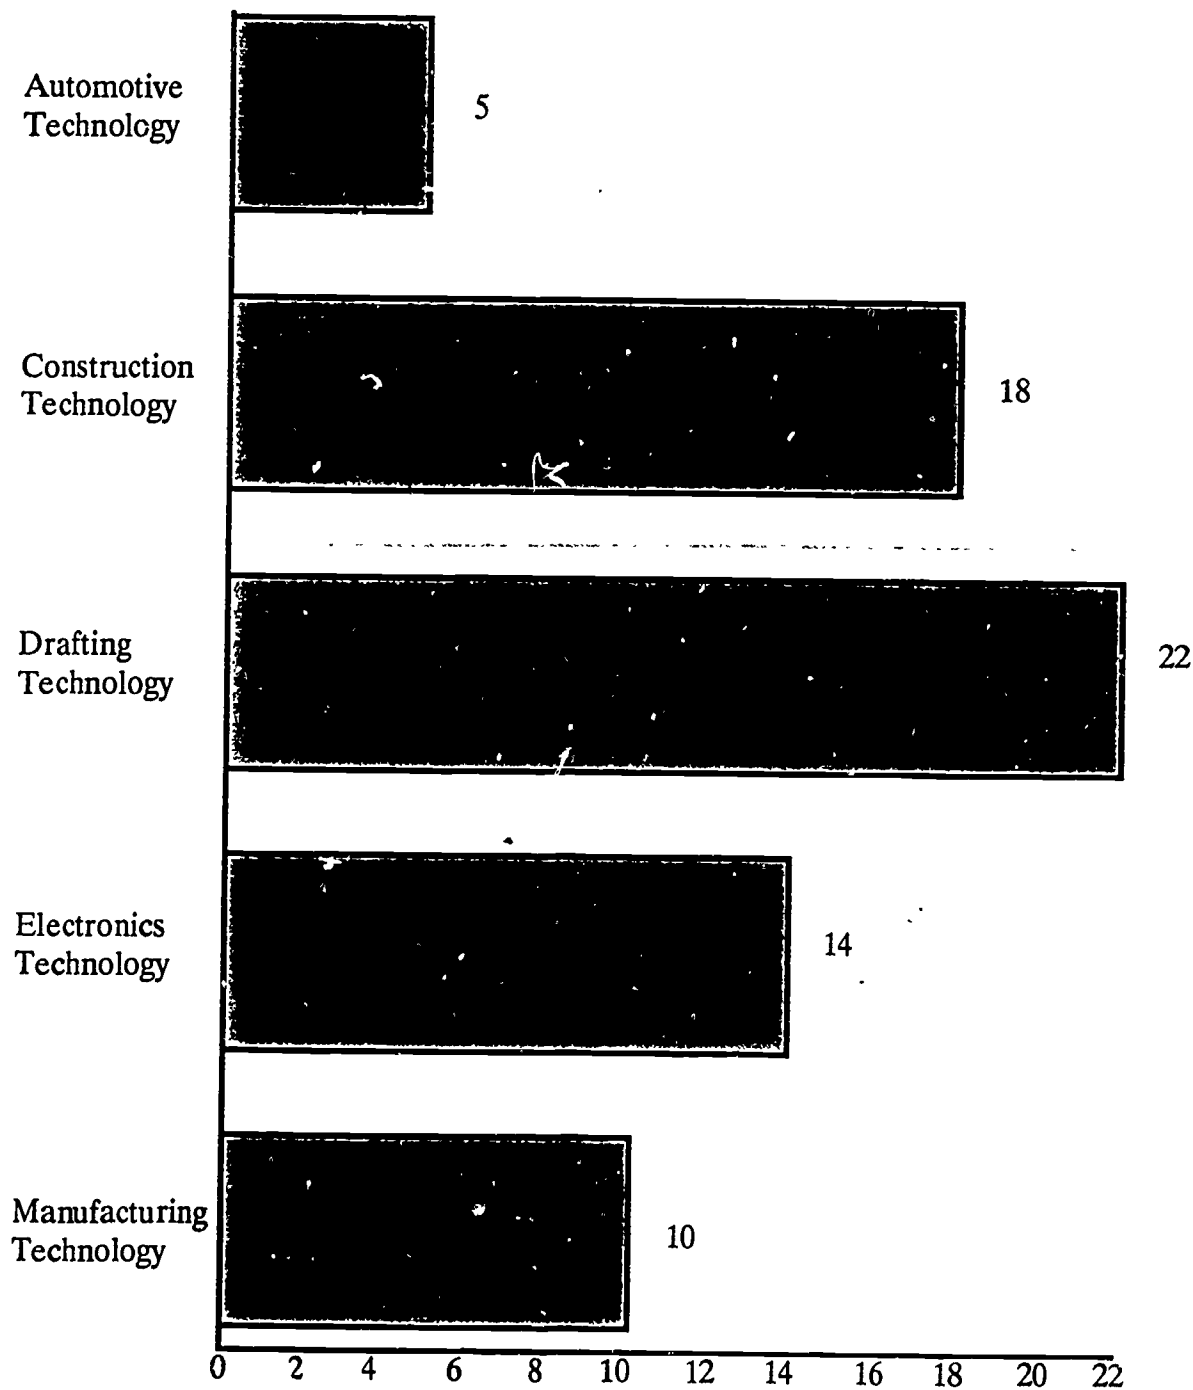 Automotive
Technology
5
Construction
Technology
18
Drafting
Technology
22
Electronics
Technology
14
Manufacturing
Technology
10
0 2 4 6 8 10 12 14 16 18 20 22